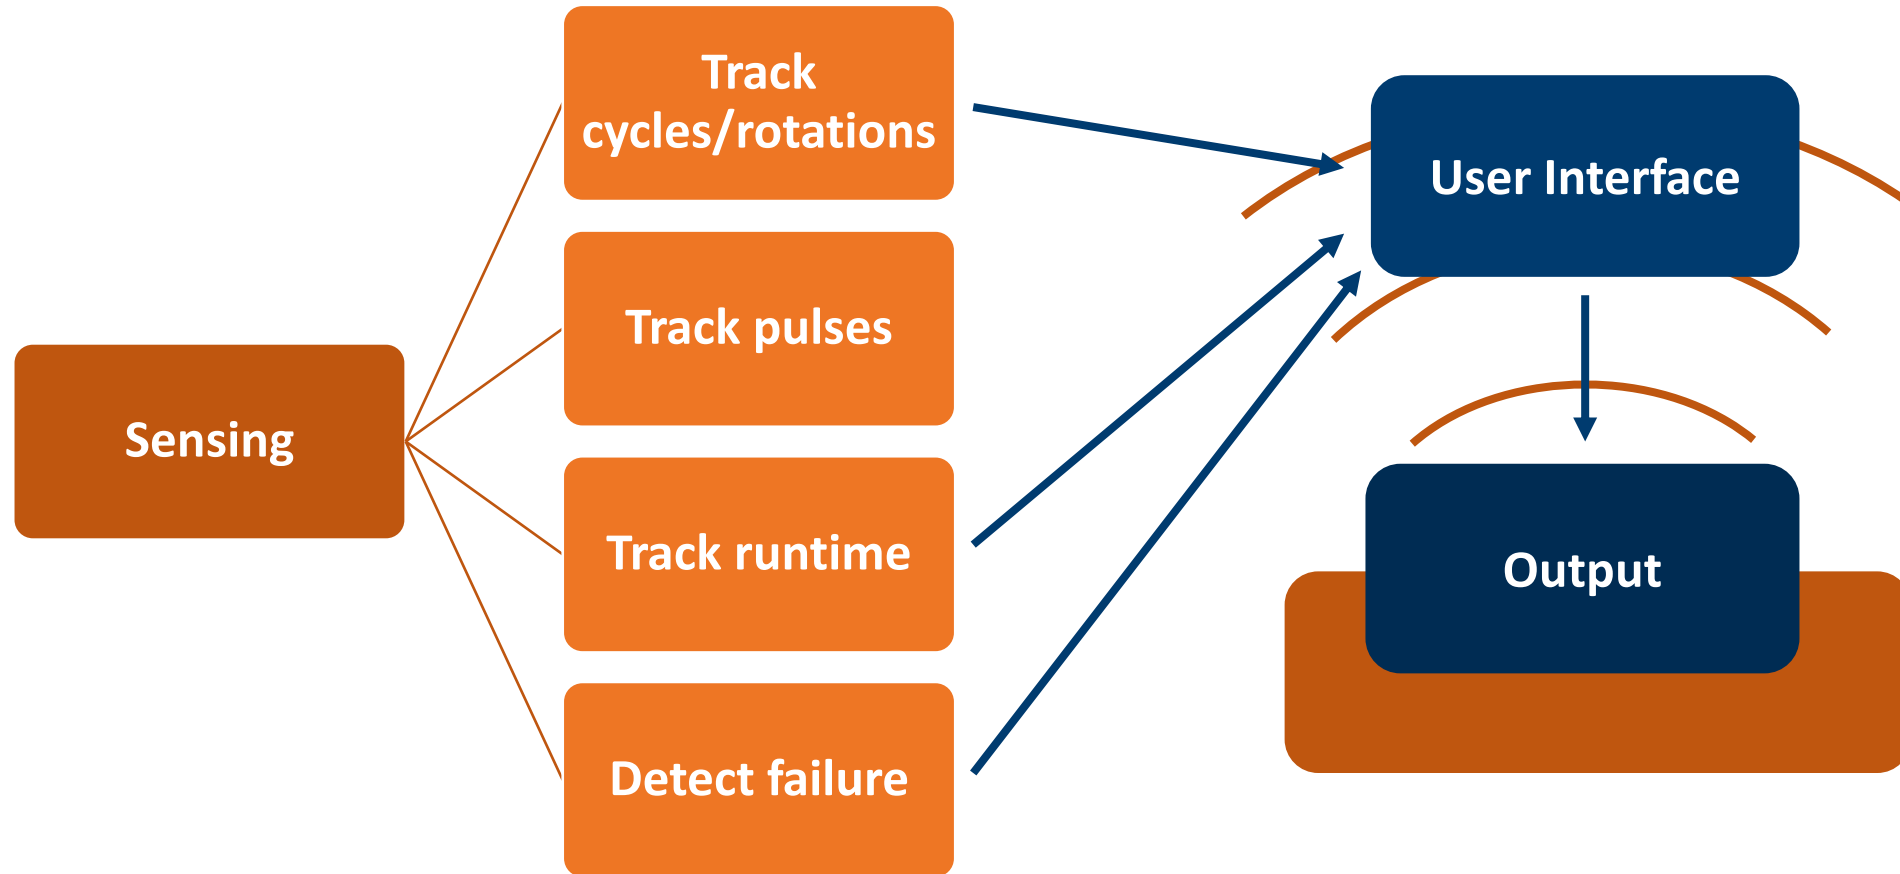 Track
cycles/rotations
Track pulses
Track runtime
Detect failure
Sensing
User Interface
Output